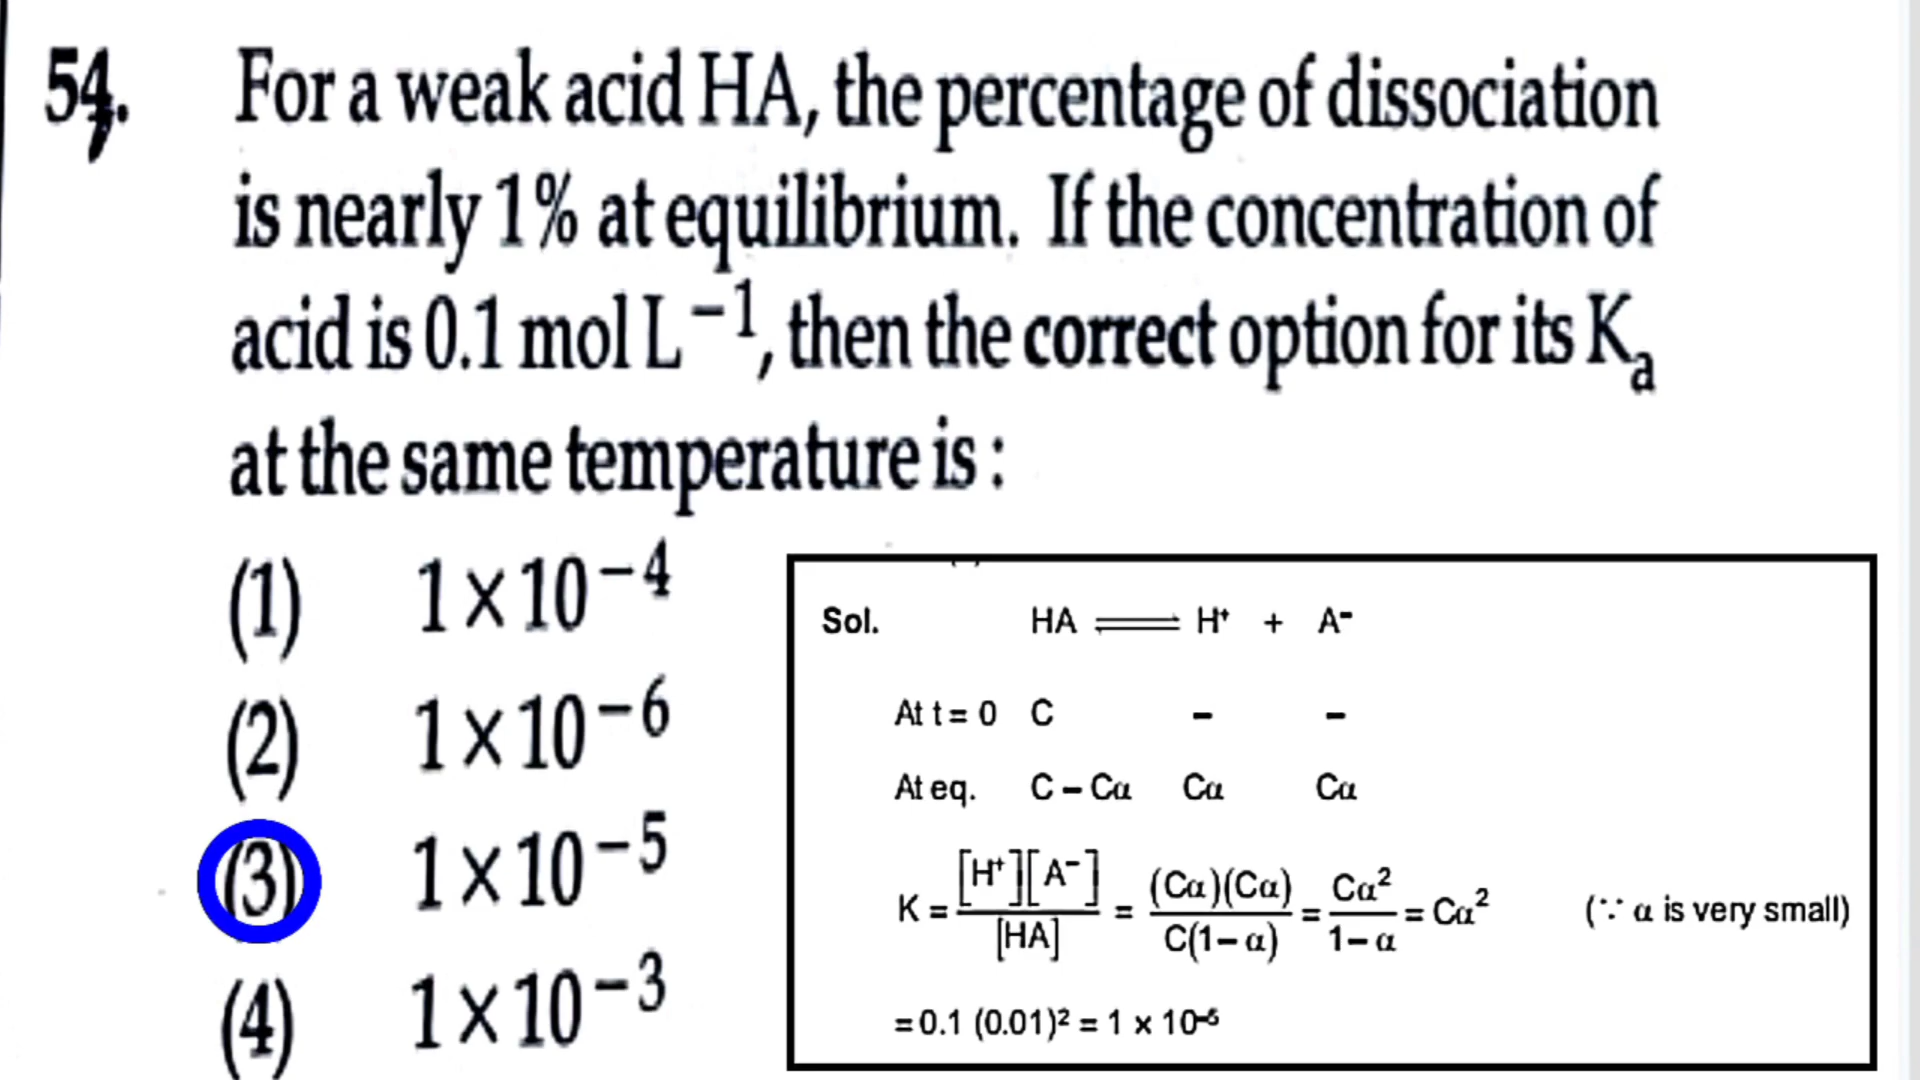 54. For a weak acid HA, the percentage of dissociation
is nearly 1% at equilibrium. If the concentration of
acid is 0.1 mol L⁻¹, then the correct option for its Kₐ
at the same temperature is :
(1) 1×10⁻⁴
(2) 1×10⁻⁶
(3) 1×10⁻⁵
(4) 1×10⁻³
Sol. HA ⇌ H⁺ + A⁻
At t = 0 C – –
At eq. C – Cα Cα Cα
K = [H⁺][A⁻] / [HA] = (Cα)(Cα) / C(1–α) = Cα² / 1–α = Cα² (∵ α is very small)
= 0.1 (0.01)² = 1 x 10⁻⁵